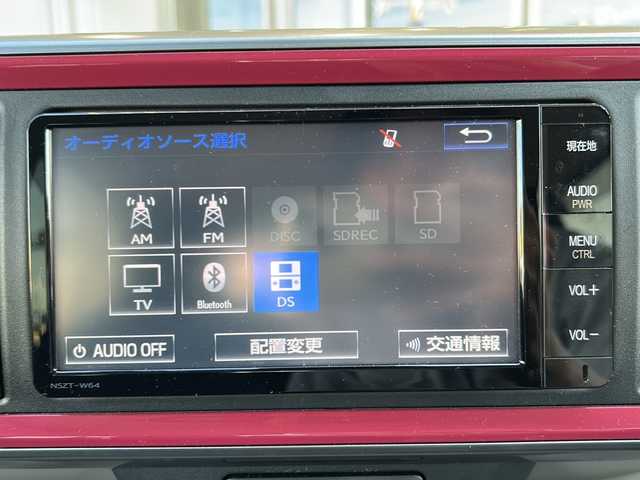 オーディオソース選択
AM
FM
DISC
SDREC
SD
TV
Bluetooth
DS
AUDIO OFF
配置変更
交通情報
NSZT-W64
現在地
AUDIO
PWR
MENU
CTRL
VOL+
VOL-